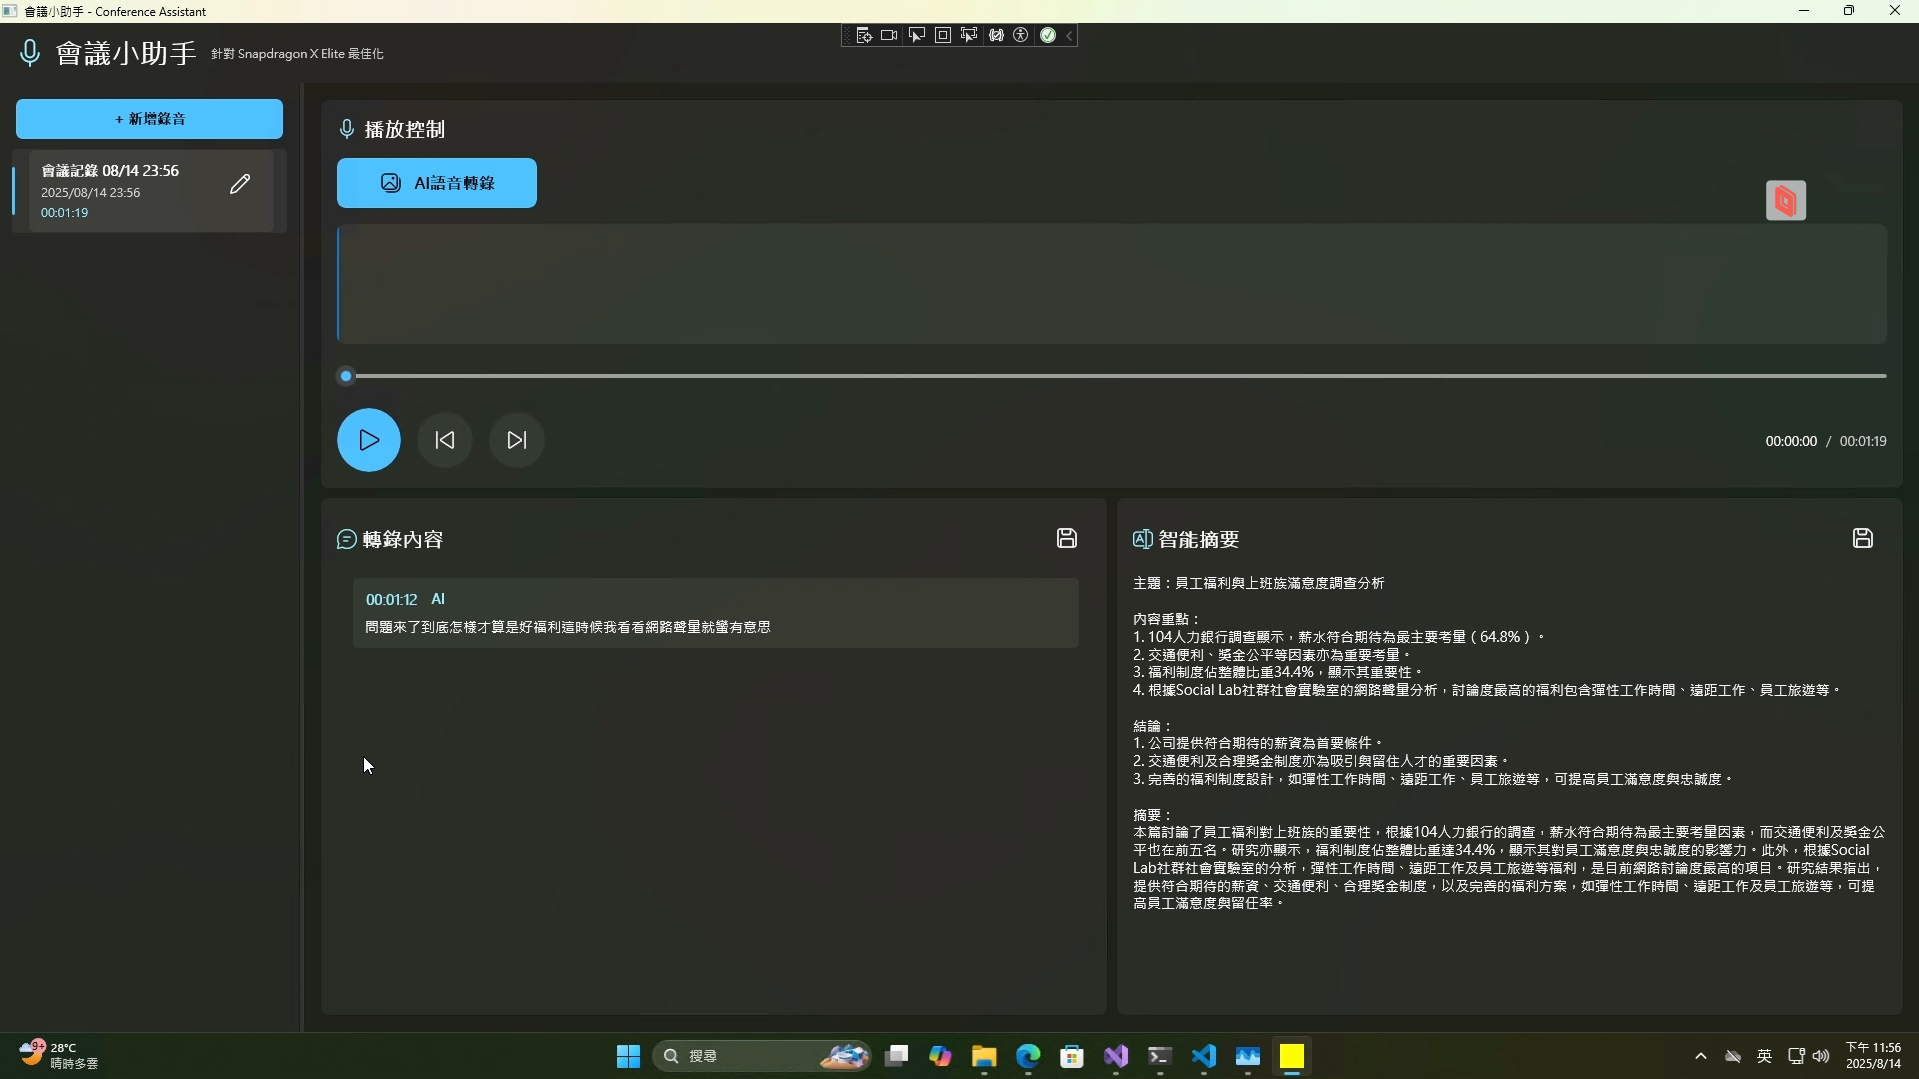 會議小助手 - Conference Assistant
會議小助手 針對 Snapdragon X Elite 最佳化
+ 新增錄音
會議記錄 08/14 23:56
2025/08/14 23:56
00:01:19
播放控制
AI語音轉錄
00:00:00 / 00:01:19
轉錄內容
00:01:12 AI
問題來了到底怎樣才算是好福利這時候我看看網路聲量就蠻有意思
智能摘要
主題：員工福利與上班族滿意度調查分析
內容重點：
1. 104人力銀行調查顯示，薪水符合期待為最主要考量（64.8%）。
2. 交通便利、獎金公平等因素亦為重要考量。
3. 福利制度佔整體比重34.4%，顯示其重要性。
4. 根據Social Lab社群社會實驗室的網路聲量分析，討論度最高的福利包含彈性工作時間、遠距工作、員工旅遊等。
結論：
1. 公司提供符合期待的薪資為首要條件。
2. 交通便利及合理獎金制度亦為吸引與留住人才的重要因素。
3. 完善的福利制度設計，如彈性工作時間、遠距工作、員工旅遊等，可提高員工滿意度與忠誠度。
摘要：
本篇討論了員工福利對上班族的重要性，根據104人力銀行的調查，薪水符合期待為最主要考量因素，而交通便利及獎金公
平也在前五名。研究亦顯示，福利制度佔整體比重達34.4%，顯示其對員工滿意度與忠誠度的影響力。此外，根據Social
Lab社群社會實驗室的分析，彈性工作時間、遠距工作及員工旅遊等福利，是目前網路討論度最高的項目。研究結果指出，
提供符合期待的薪資、交通便利、合理獎金制度，以及完善的福利方案，如彈性工作時間、遠距工作及員工旅遊等，可提
高員工滿意度與留任率。
9+
28°C
晴時多雲
搜尋
英
下午 11:56
2025/8/14